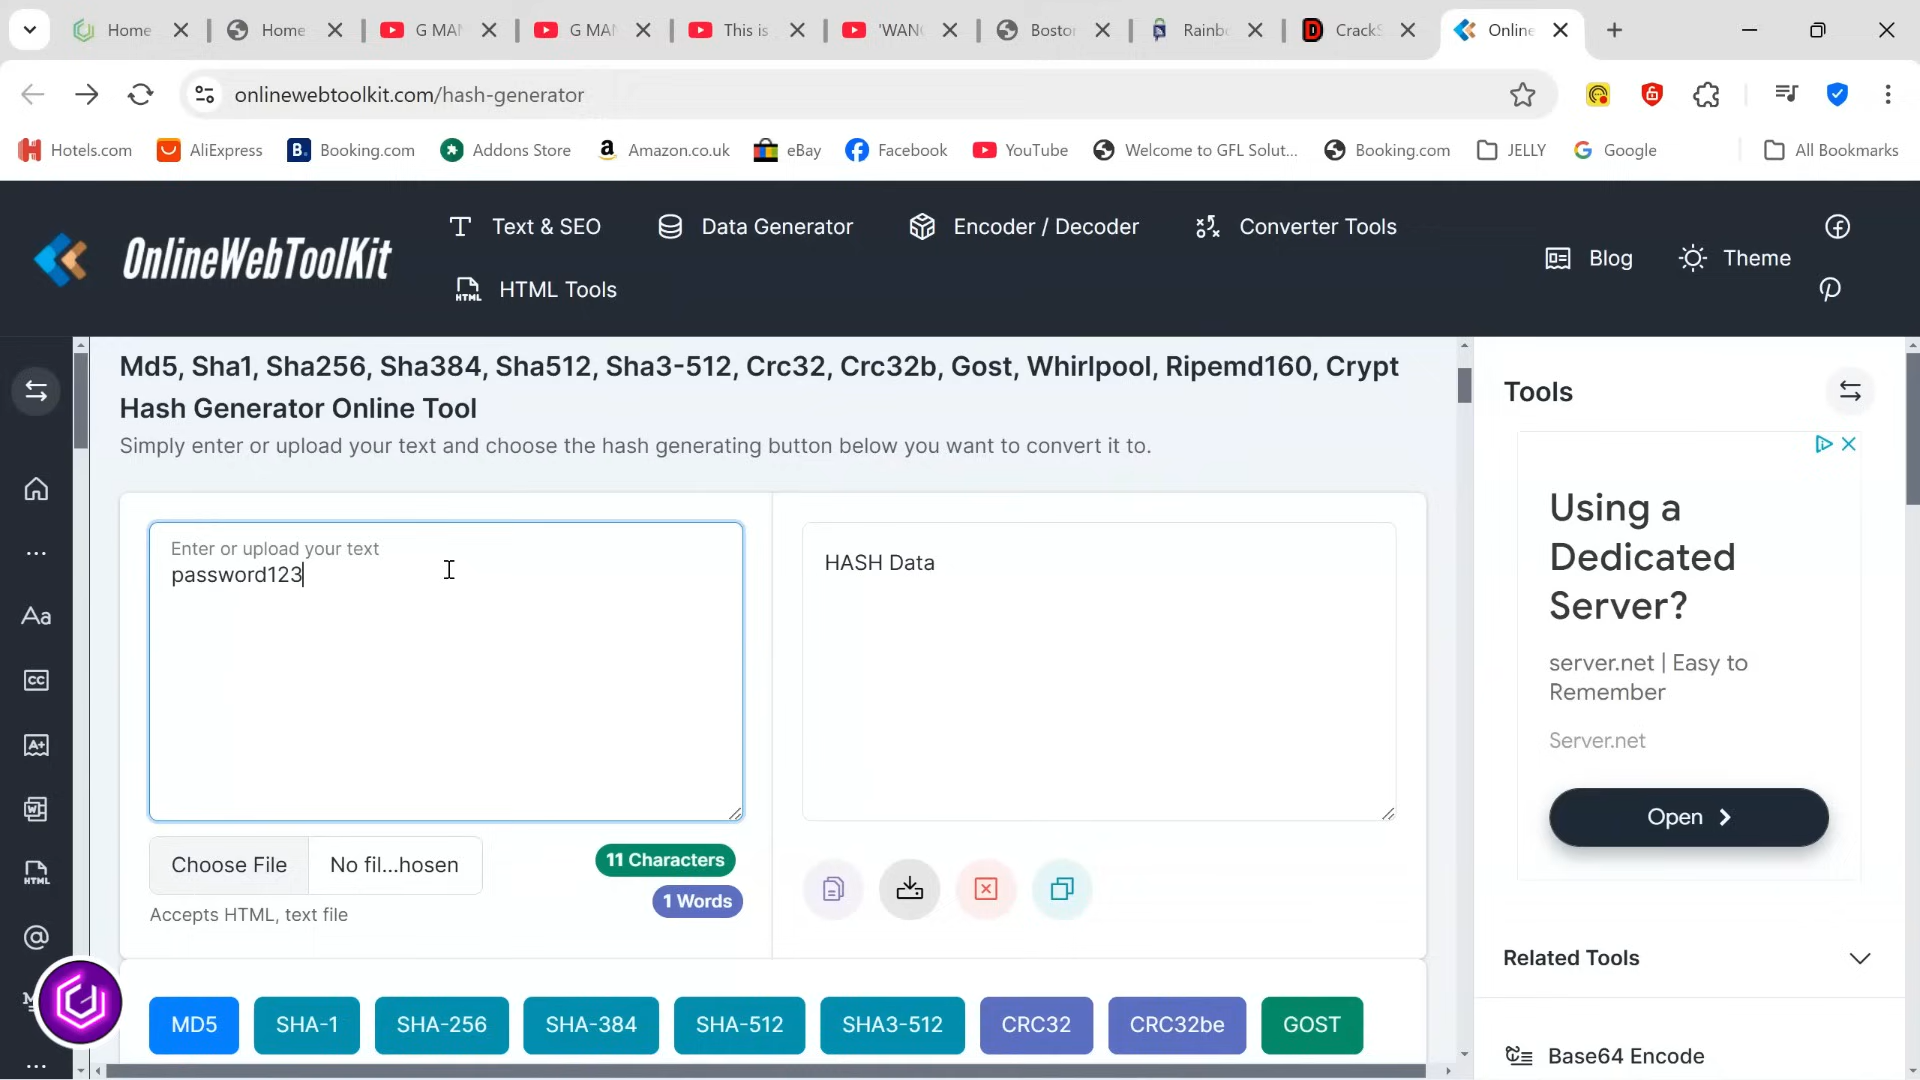 Home
Home
G MAN
G MAN
This is
'WANG
Bosto
Rainb
CrackS
Online
onlinewebtoolkit.com/hash-generator
Hotels.com
AliExpress
Booking.com
Addons Store
Amazon.co.uk
eBay
Facebook
YouTube
Welcome to GFL Solut...
Booking.com
JELLY
Google
All Bookmarks
OnlineWebToolKit
Text & SEO
Data Generator
Encoder / Decoder
Converter Tools
HTML Tools
Blog
Theme
Md5, Sha1, Sha256, Sha384, Sha512, Sha3-512, Crc32, Crc32b, Gost, Whirlpool, Ripemd160, Crypt
Hash Generator Online Tool
Simply enter or upload your text and choose the hash generating button below you want to convert it to.
Enter or upload your text
password123
HASH Data
Choose File
No fil...hosen
11 Characters
1 Words
Accepts HTML, text file
MD5
SHA-1
SHA-256
SHA-384
SHA-512
SHA3-512
CRC32
CRC32be
GOST
Tools
Using a
Dedicated
Server?
server.net | Easy to
Remember
Server.net
Open
Related Tools
Base64 Encode